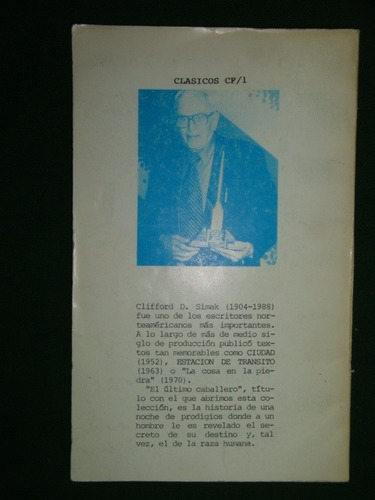 CLASICOS CF/1
Clifford D. Simak (1904-1988)
fue uno de los escritores nor-
teaméricanos más importantes.
A lo largo de más de medio si-
glo de producción publicó tex-
tos tan memorables como CIUDAD
(1952), ESTACION DE TRANSITO
(1963) o "La cosa en la pie-
dra" (1970).
"El último caballero", títu-
lo con el que abrimos esta co-
lección, es la historia de una
noche de prodigios donde a un
hombre le es revelado el se-
creto de su destino y, tal
vez, el de la raza humana.